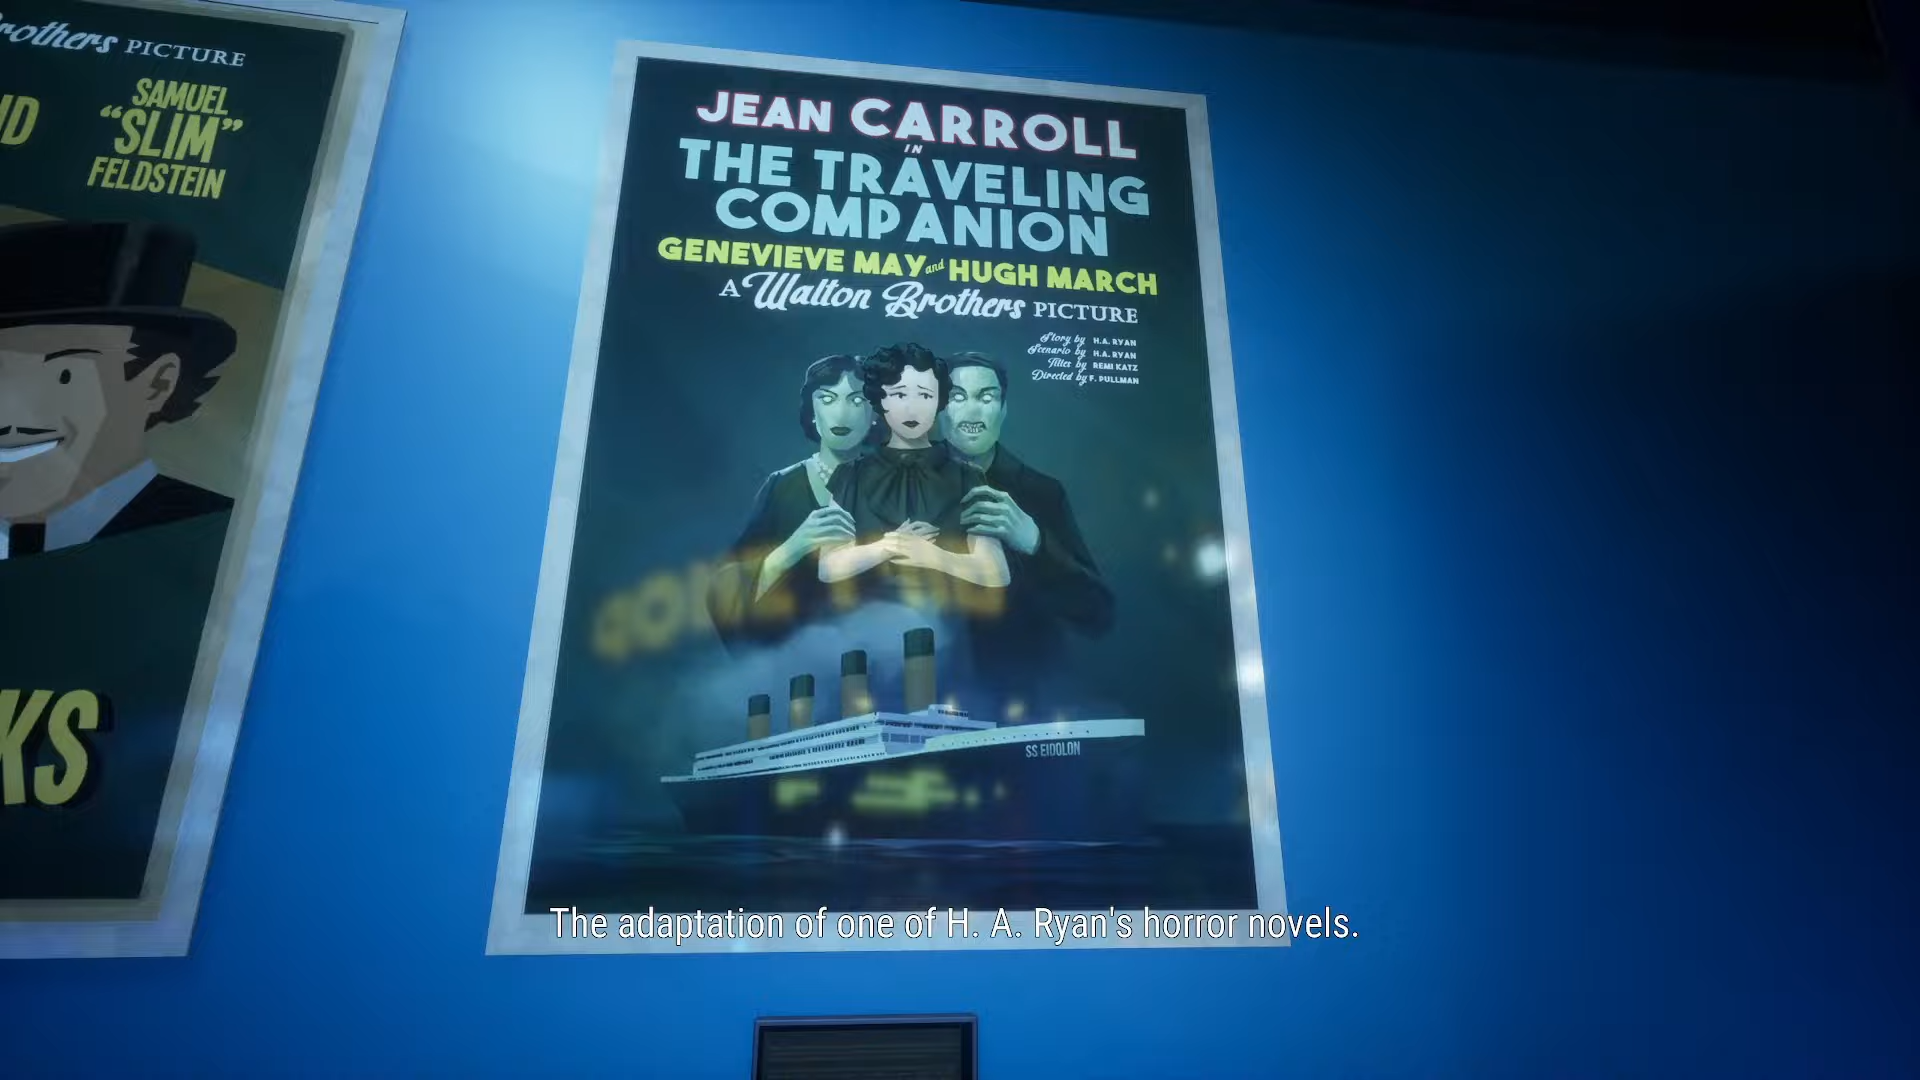 Brothers PICTURE
SAMUEL
"SLIM"
FELDSTEIN
KS
JEAN CARROLL
IN
THE TRAVELING
COMPANION
GENEVIEVE MAY and HUGH MARCH
A Walton Brothers PICTURE
Story by H.A. RYAN
Scenario by H.A. RYAN
Titles by REMI KATZ
Directed by F. PULLMAN
SS EIDOLON
The adaptation of one of H. A. Ryan's horror novels.